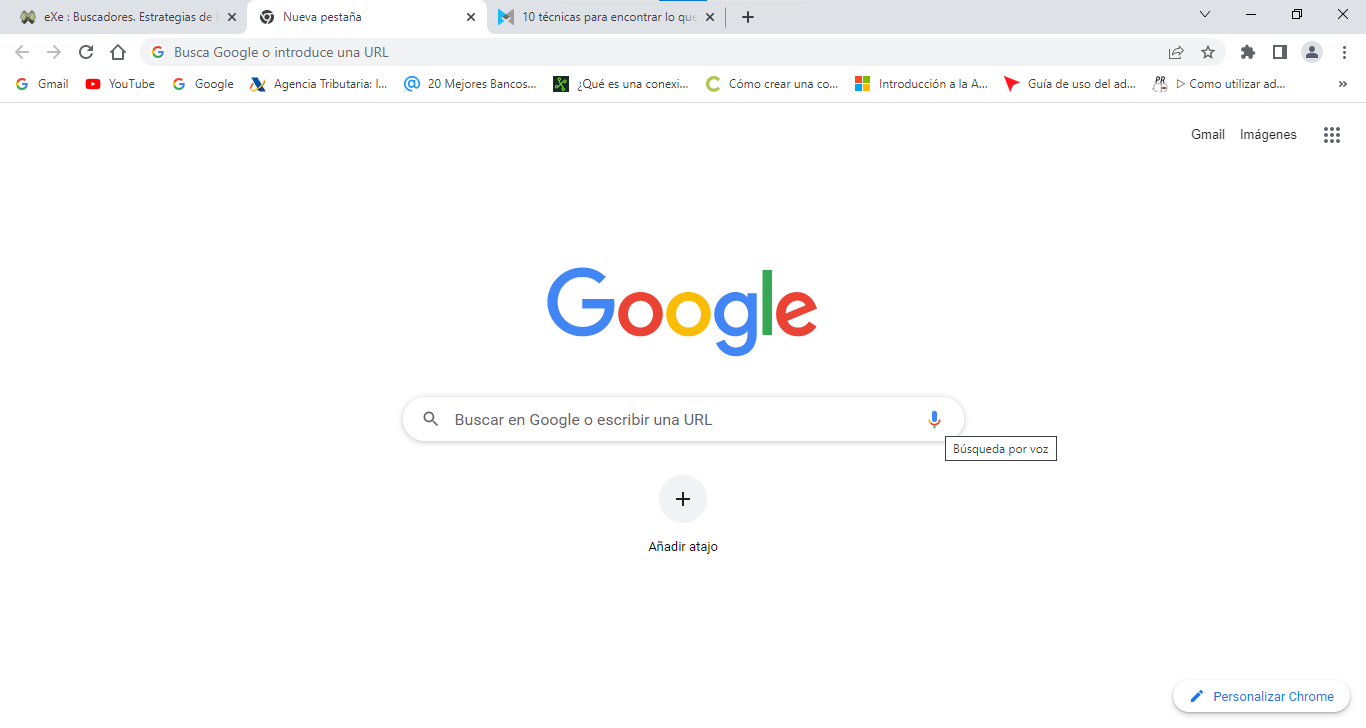 eXe : Buscadores. Estrategias de
Nueva pestaña
10 técnicas para encontrar lo que
Busca Google o introduce una URL
Gmail
YouTube
Google
Agencia Tributaria: I...
20 Mejores Bancos...
¿Qué es una conexi...
Cómo crear una co...
Introducción a la A...
Guía de uso del ad...
▷ Como utilizar ad...
»
Gmail
Imágenes
Google
Buscar en Google o escribir una URL
Búsqueda por voz
Añadir atajo
Personalizar Chrome